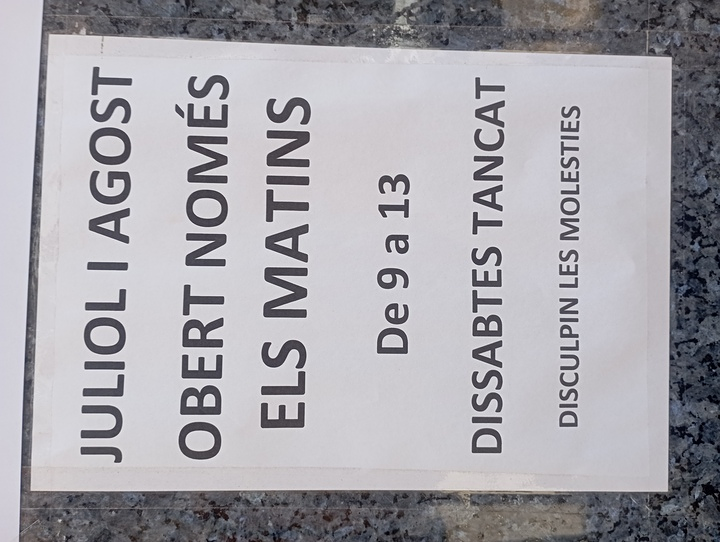 JULIOL I AGOST
OBERT NOMÉS
ELS MATINS
De 9 a 13
DISSABTES TANCAT
DISCULPIN LES MOLESTIES